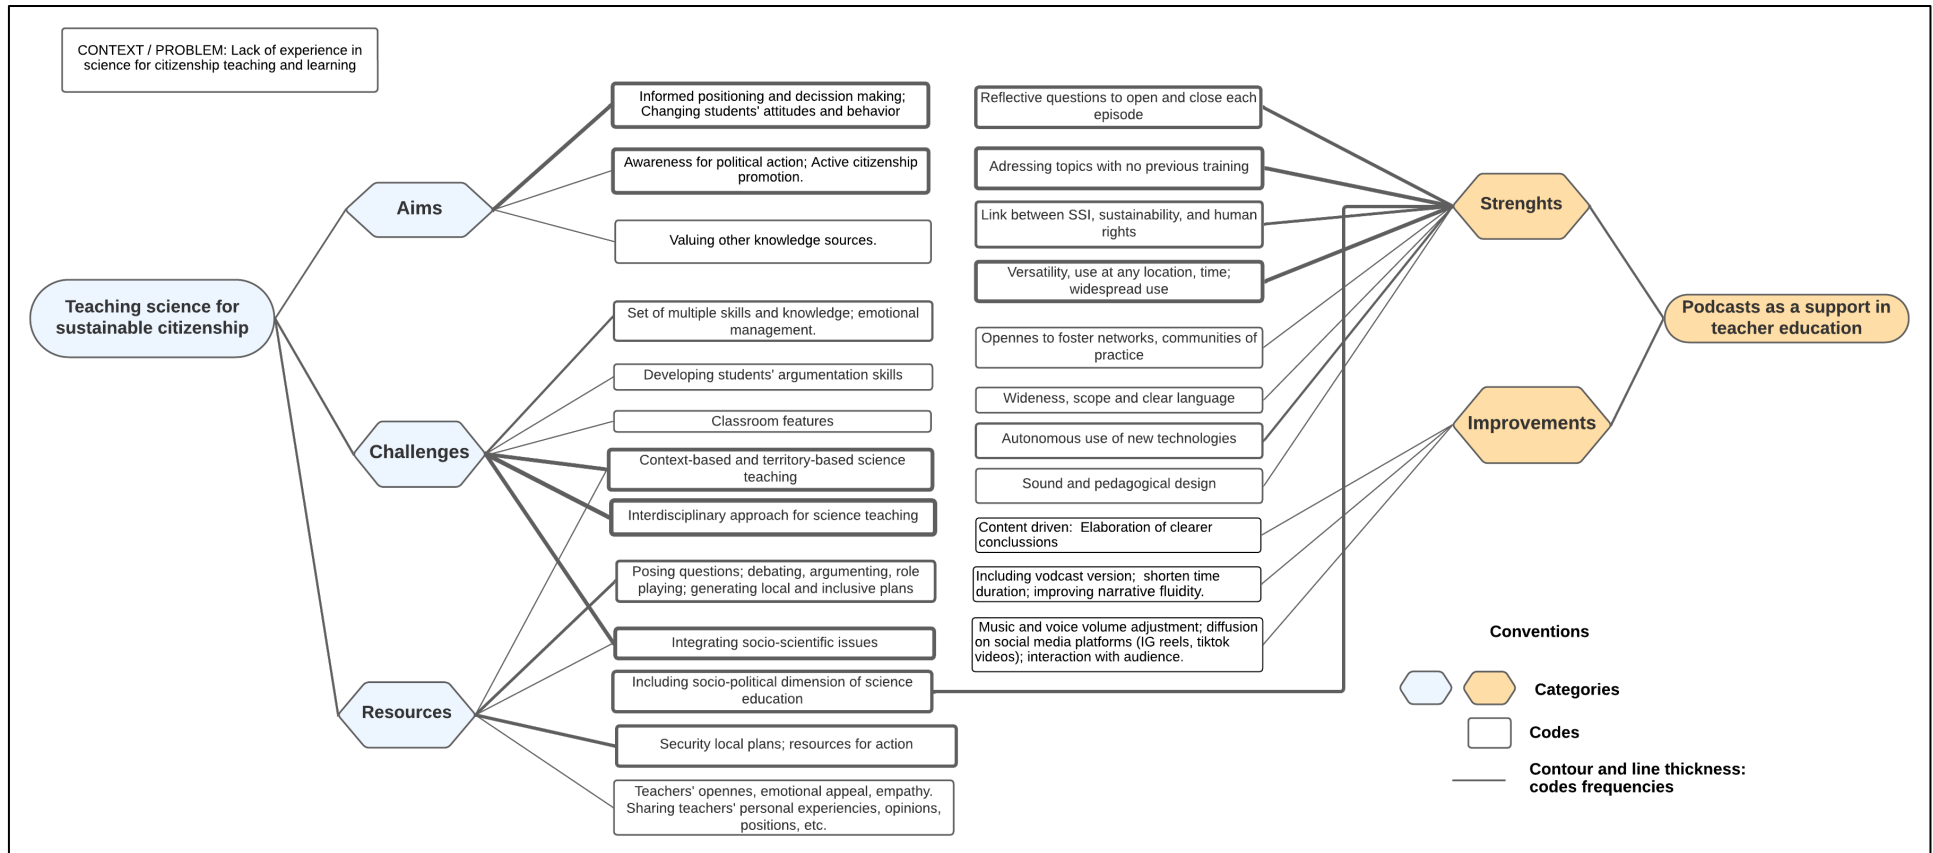 CONTEXT / PROBLEM: Lack of experience in
science for citizenship teaching and learning
Teaching science for
sustainable citizenship
Aims
Challenges
Resources
Informed positioning and decission making;
Changing students' attitudes and behavior
Awareness for political action; Active citizenship
promotion.
Valuing other knowledge sources.
Set of multiple skills and knowledge; emotional
management.
Developing students' argumentation skills
Classroom features
Context-based and territory-based science
teaching
Interdisciplinary approach for science teaching
Posing questions; debating, argumenting, role
playing; generating local and inclusive plans
Integrating socio-scientific issues
Including socio-political dimension of science
education
Security local plans; resources for action
Teachers' opennes, emotional appeal, empathy.
Sharing teachers' personal experiencies, opinions,
positions, etc.
Reflective questions to open and close each
episode
Adressing topics with no previous training
Link between SSI, sustainability, and human
rights
Versatility, use at any location, time;
widespread use
Opennes to foster networks, communities of
practice
Wideness, scope and clear language
Autonomous use of new technologies
Sound and pedagogical design
Content driven:  Elaboration of clearer
conclussions
Including vodcast version;  shorten time
duration; improving narrative fluidity.
Music and voice volume adjustment; diffusion
on social media platforms (IG reels, tiktok
videos); interaction with audience.
Strenghts
Improvements
Podcasts as a support in
teacher education
Conventions
Categories
Codes
Contour and line thickness:
codes frequencies